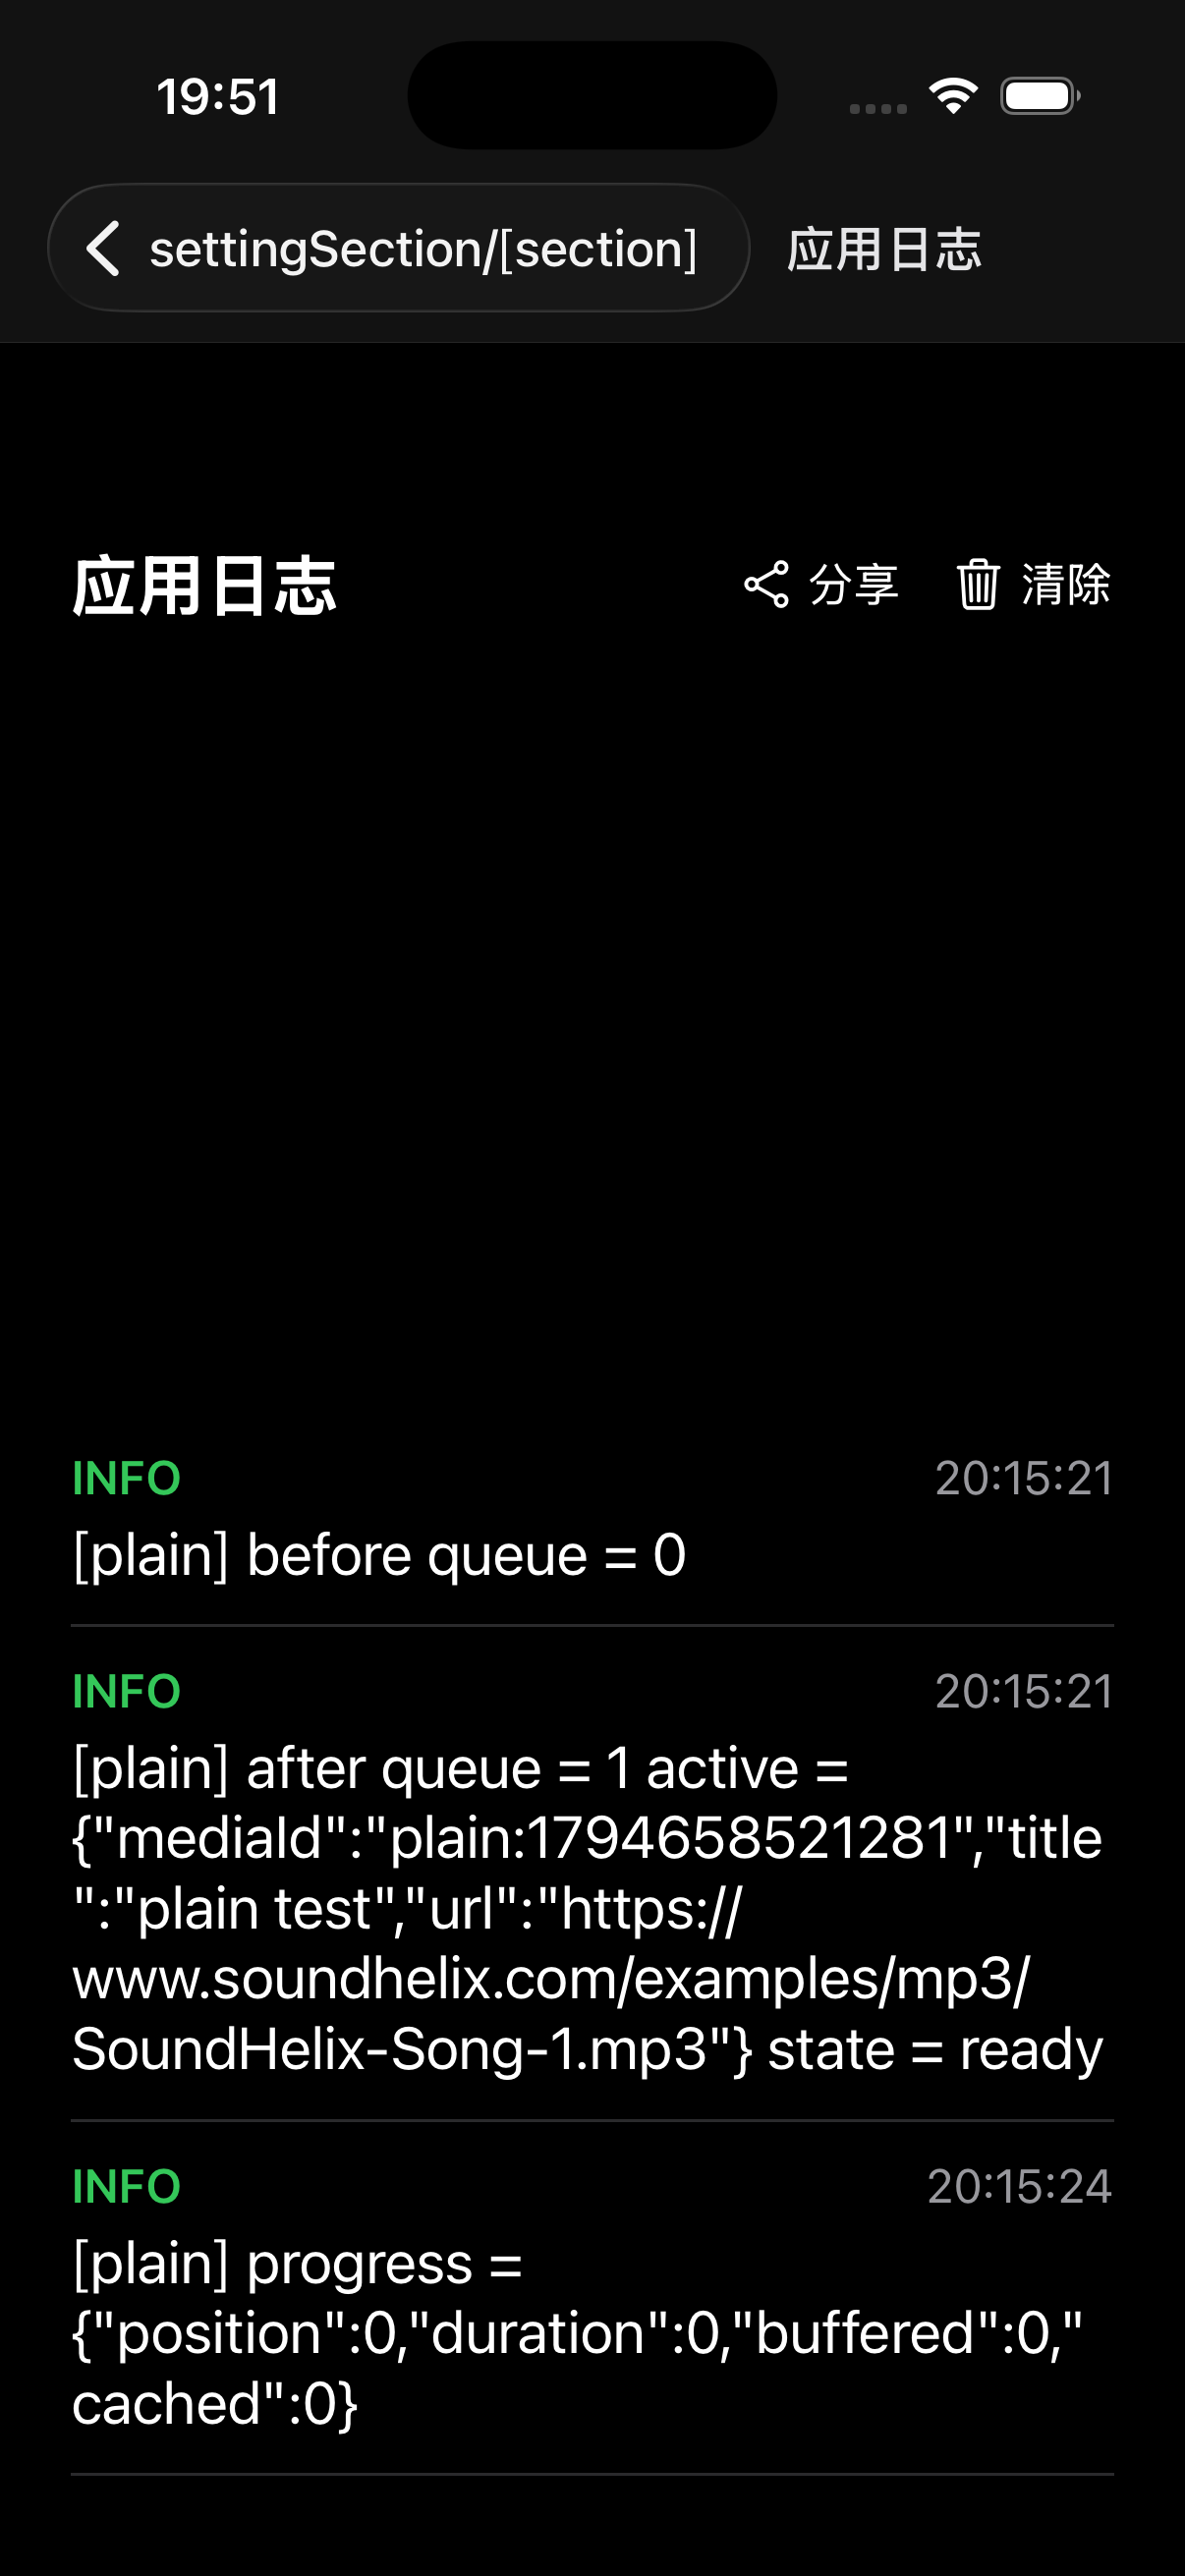 19:51
settingSection/[section] 应用日志
应用日志 分享 清除
INFO 20:15:21
[plain] before queue = 0
INFO 20:15:21
[plain] after queue = 1 active =
{"mediaId":"plain:1794658521281","title
":"plain test","url":"https://
www.soundhelix.com/examples/mp3/
SoundHelix-Song-1.mp3"} state = ready
INFO 20:15:24
[plain] progress =
{"position":0,"duration":0,"buffered":0,"
cached":0}